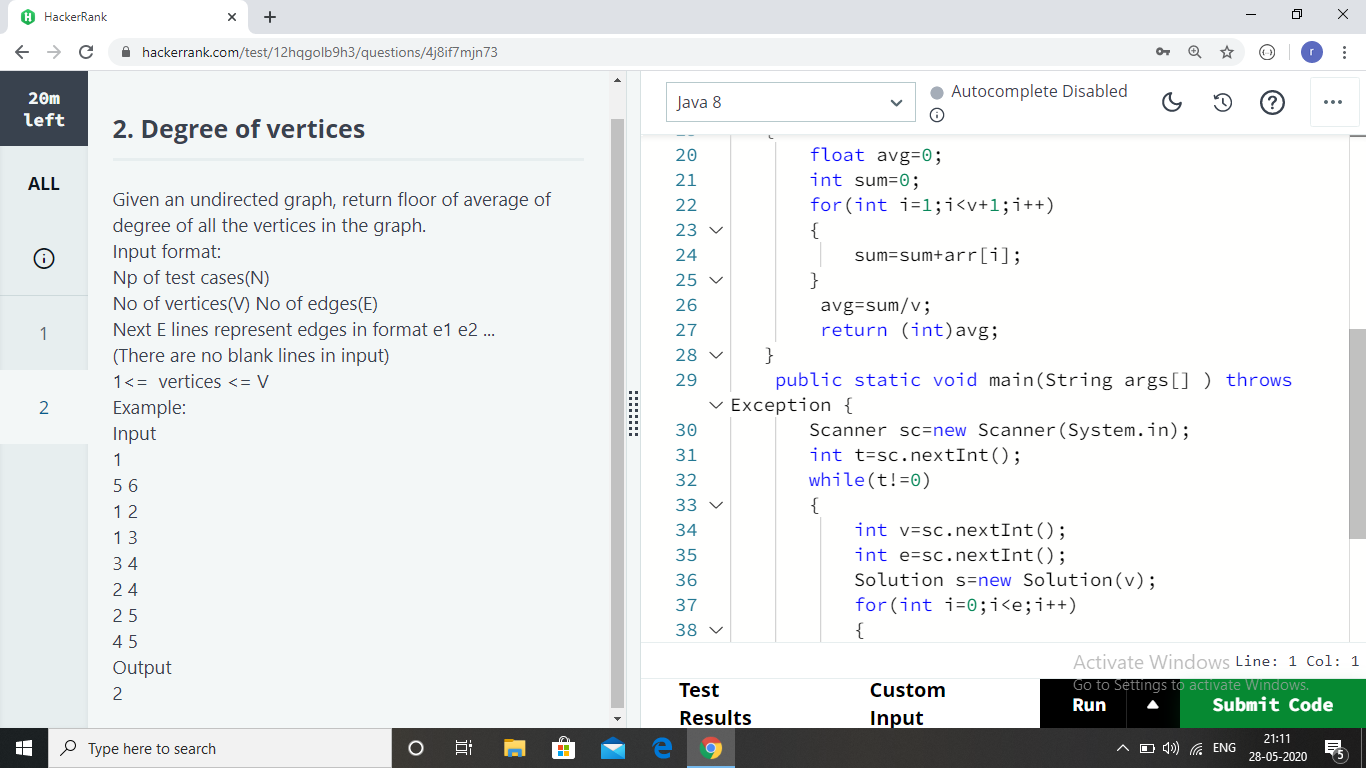 HackerRank
hackerrank.com/test/12hqgolb9h3/questions/4j8if7mjn73
r
20m
left
ALL
1
2
2. Degree of vertices
Given an undirected graph, return floor of average of
degree of all the vertices in the graph.
Input format:
Np of test cases(N)
No of vertices(V) No of edges(E)
Next E lines represent edges in format e1 e2 ...
(There are no blank lines in input)
1<=  vertices <= V
Example:
Input
1
5 6
1 2
1 3
3 4
2 4
2 5
4 5
Output
2
Java 8
Autocomplete Disabled
20 float avg=0;
21 int sum=0;
22 for(int i=1;i<v+1;i++)
23 {
24 sum=sum+arr[i];
25 }
26 avg=sum/v;
27 return (int)avg;
28 }
29 public static void main(String args[] ) throws
Exception {
30 Scanner sc=new Scanner(System.in);
31 int t=sc.nextInt();
32 while(t!=0)
33 {
34 int v=sc.nextInt();
35 int e=sc.nextInt();
36 Solution s=new Solution(v);
37 for(int i=0;i<e;i++)
38 {
Activate Windows
Go to Settings to activate Windows.
Line: 1 Col: 1
Test
Results
Custom
Input
Run
Submit Code
Type here to search
ENG
21:11
28-05-2020
5